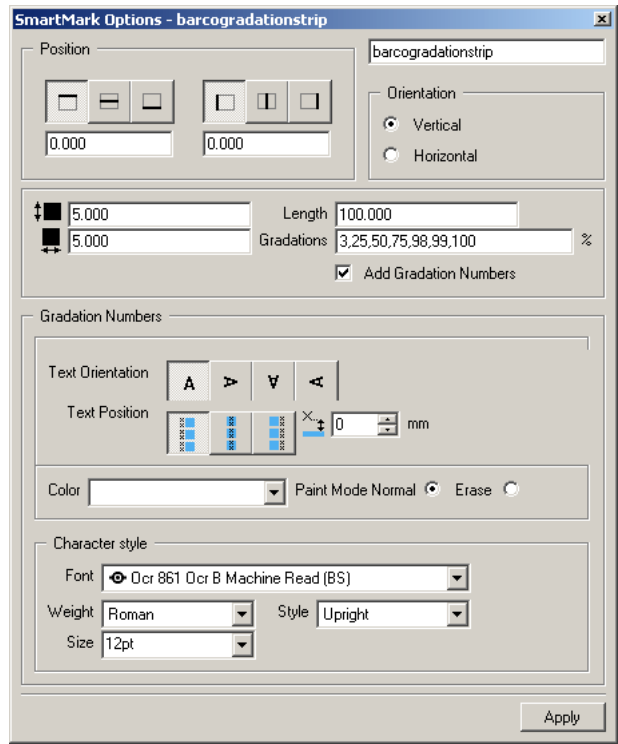 SmartMark Options - barcogradationstrip
Position
barcogradationstrip
0.000
0.000
Orientation
Vertical
Horizontal
5.000
Length 100.000
5.000
Gradations 3,25,50,75,98,99,100 %
Add Gradation Numbers
Gradation Numbers
Text Orientation A A A A
Text Position X... 0 mm
Color Paint Mode Normal Erase
Character style
Font Ocr 861 Ocr B Machine Read (BS)
Weight Roman Style Upright
Size 12pt
Apply